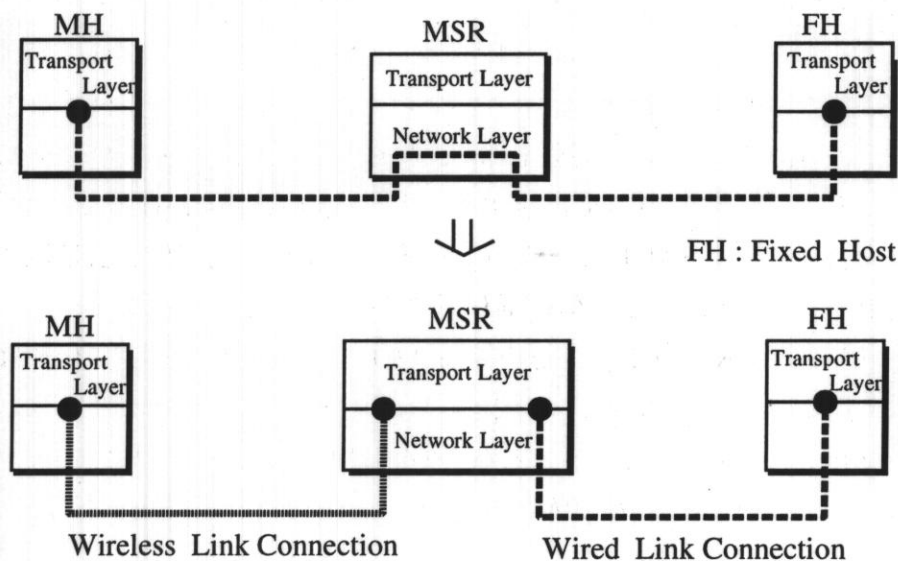 MH
MSR
FH
Transport
Layer
Transport Layer
Network Layer
Transport
Layer
FH : Fixed Host
MH
MSR
FH
Transport
Layer
Transport Layer
Network Layer
Transport
Layer
Wireless Link Connection
Wired Link Connection